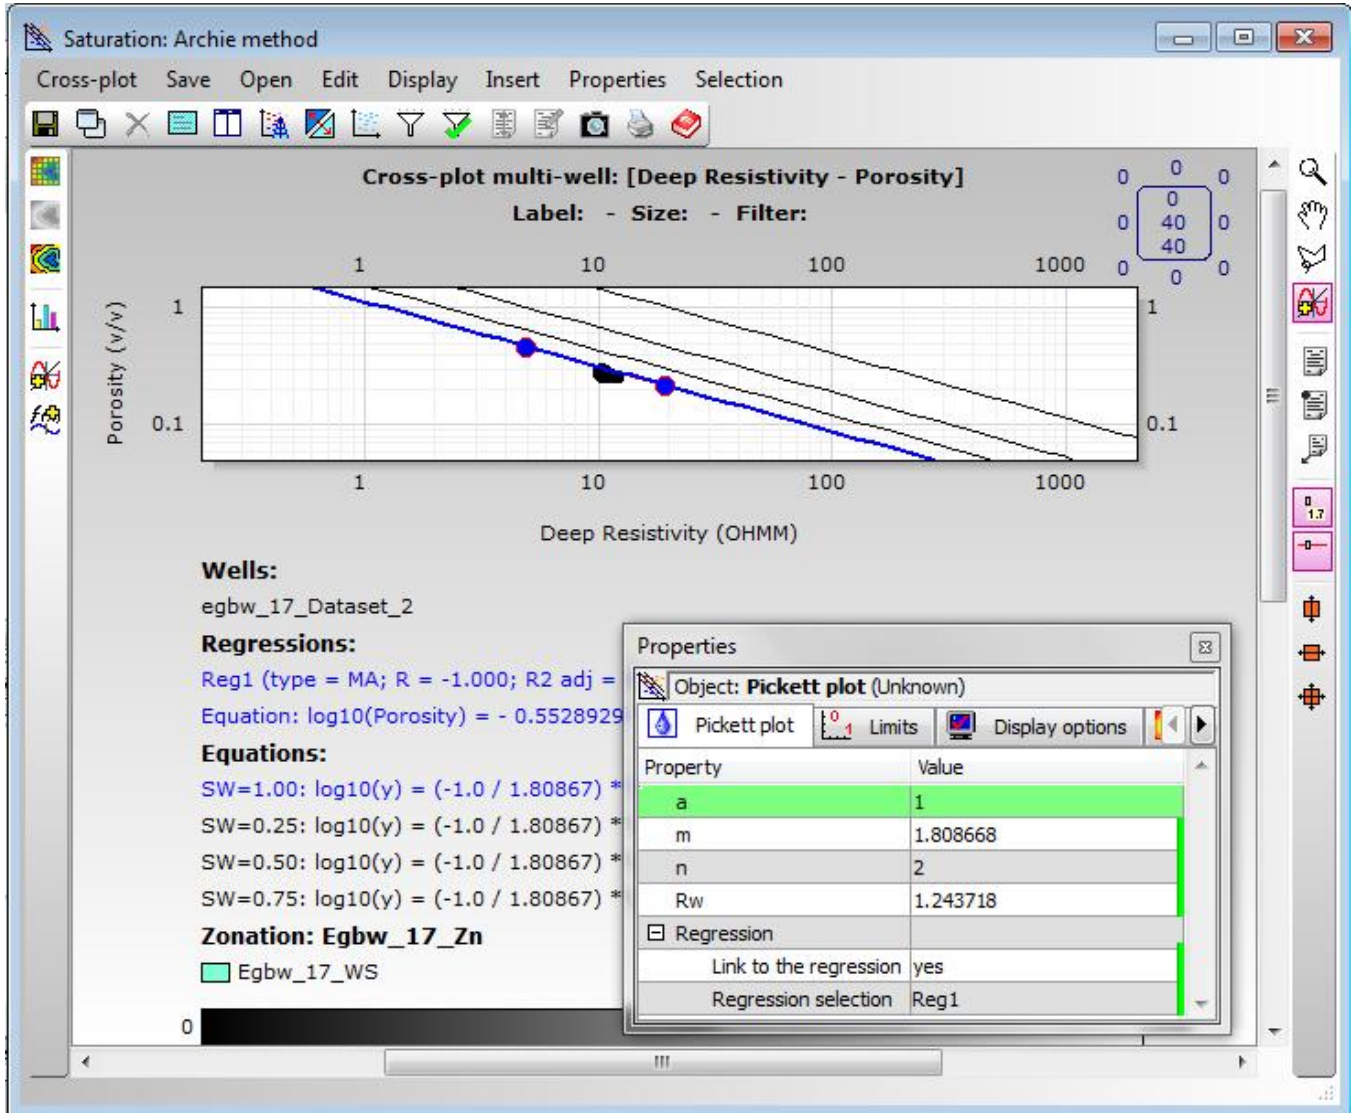 Saturation: Archie method
Cross-plot Save Open Edit Display Insert Properties Selection
Cross-plot multi-well: [Deep Resistivity - Porosity]
Label: - Size: - Filter:
0 0 0
0
0 40 0
40
0 0 0
1 10 100 1000
1 1
Porosity (v/v)
0.1 0.1
1 10 100 1000
Deep Resistivity (OHMM)
Wells:
egbw_17_Dataset_2
Regressions:
Reg1 (type = MA; R = -1.000; R2 adj =
Equation: log10(Porosity) = - 0.5528929
Equations:
SW=1.00: log10(y) = (-1.0 / 1.80867) *
SW=0.25: log10(y) = (-1.0 / 1.80867) *
SW=0.50: log10(y) = (-1.0 / 1.80867) *
SW=0.75: log10(y) = (-1.0 / 1.80867) *
Zonation: Egbw_17_Zn
Egbw_17_WS
0
Properties
Object: Pickett plot (Unknown)
Pickett plot Limits Display options
Property Value
a 1
m 1.808668
n 2
Rw 1.243718
Regression
Link to the regression yes
Regression selection Reg1
1.7